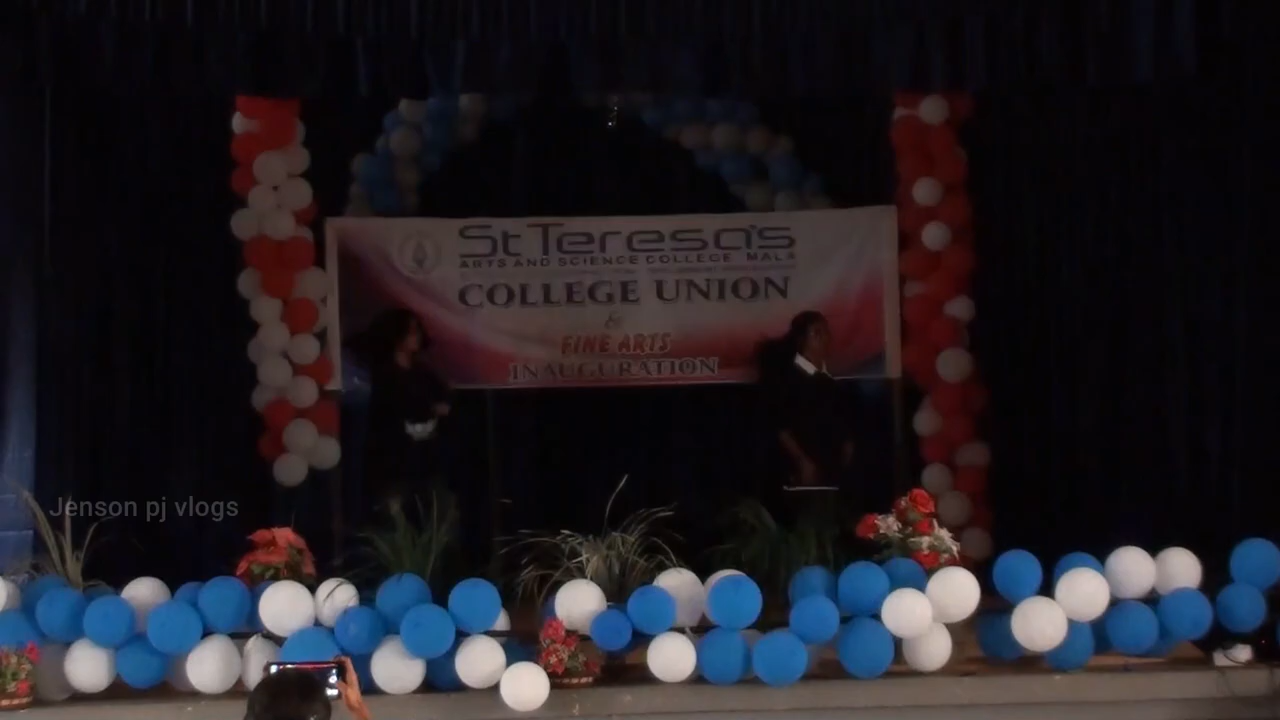 St Teresa's
ARTS AND SCIENCE COLLEGE MALA
COLLEGE UNION
&
FINE ARTS
INAUGURATION
Jenson pj vlogs